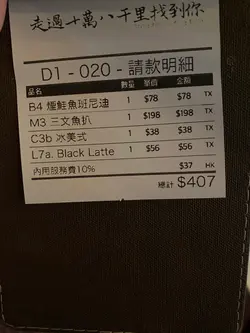 走過十萬八千里找到你
D1 - 020 - 請款明細
品名 數量 單價 金額
B4 煙鮭魚班尼迪 1 $78 $78 TX
M3 三文魚扒 1 $198 $198 TX
C3b 冰美式 1 $38 $38 TX
L7a. Black Latte 1 $56 $56 TX
內用服務費10% $37 HK
總計 $407